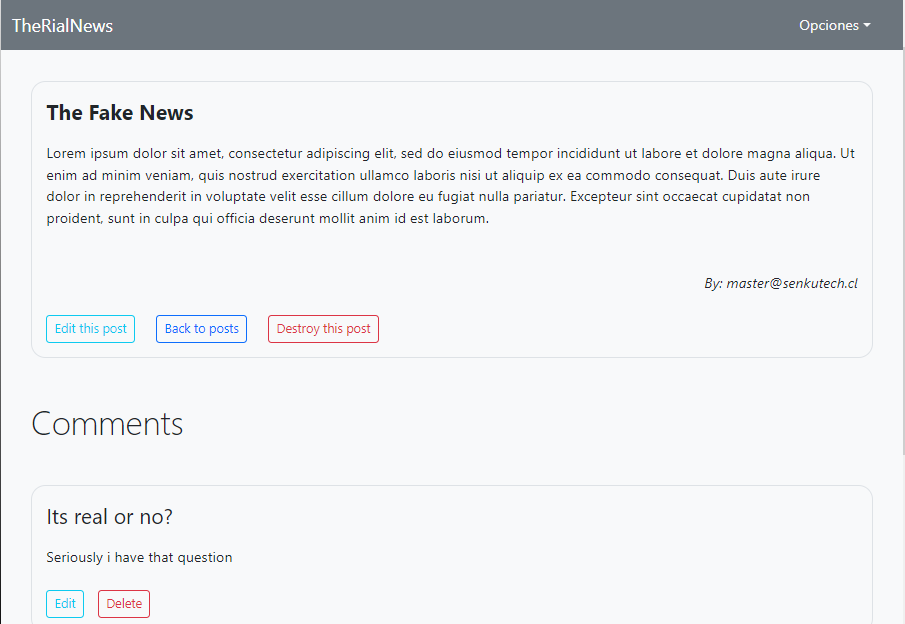 TheRialNews
Opciones
The Fake News
Lorem ipsum dolor sit amet, consectetur adipiscing elit, sed do eiusmod tempor incididunt ut labore et dolore magna aliqua. Ut
enim ad minim veniam, quis nostrud exercitation ullamco laboris nisi ut aliquip ex ea commodo consequat. Duis aute irure
dolor in reprehenderit in voluptate velit esse cillum dolore eu fugiat nulla pariatur. Excepteur sint occaecat cupidatat non
proident, sunt in culpa qui officia deserunt mollit anim id est laborum.
By: master@senkutech.cl
Edit this post
Back to posts
Destroy this post
Comments
Its real or no?
Seriously i have that question
Edit
Delete